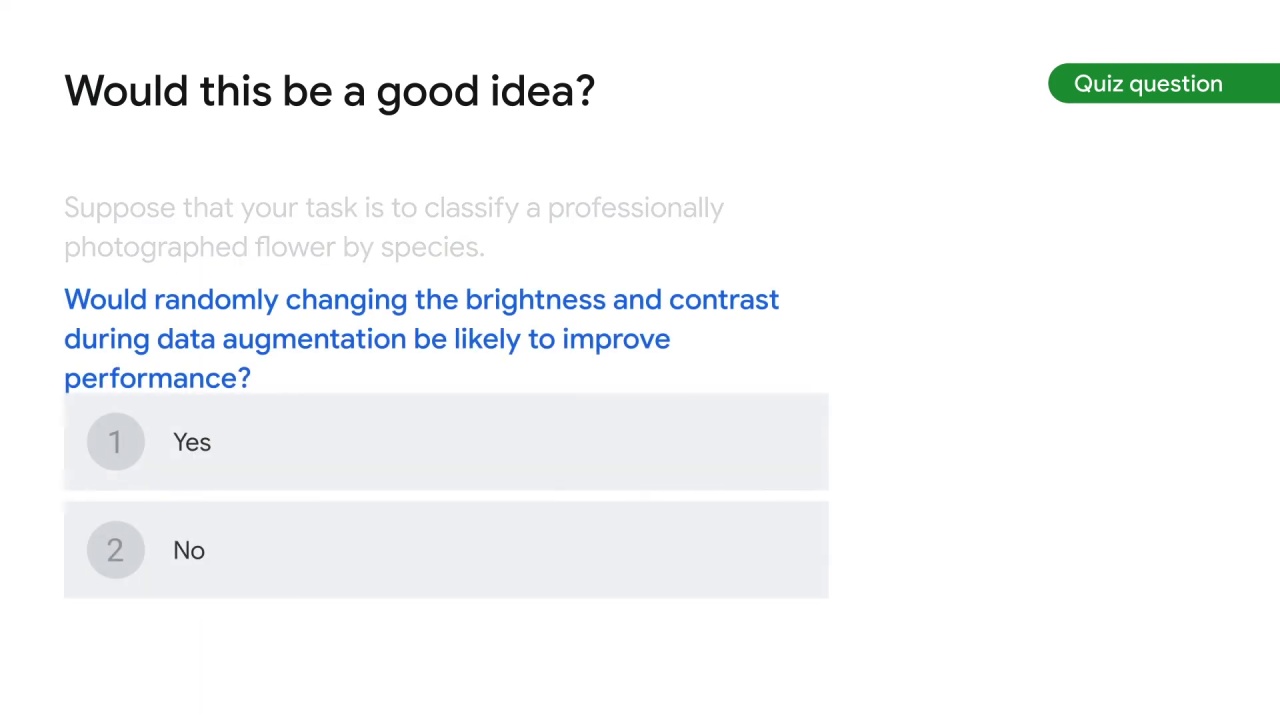 Would this be a good idea?
Quiz question
Suppose that your task is to classify a professionally
photographed flower by species.
Would randomly changing the brightness and contrast
during data augmentation be likely to improve
performance?
1 Yes
2 No